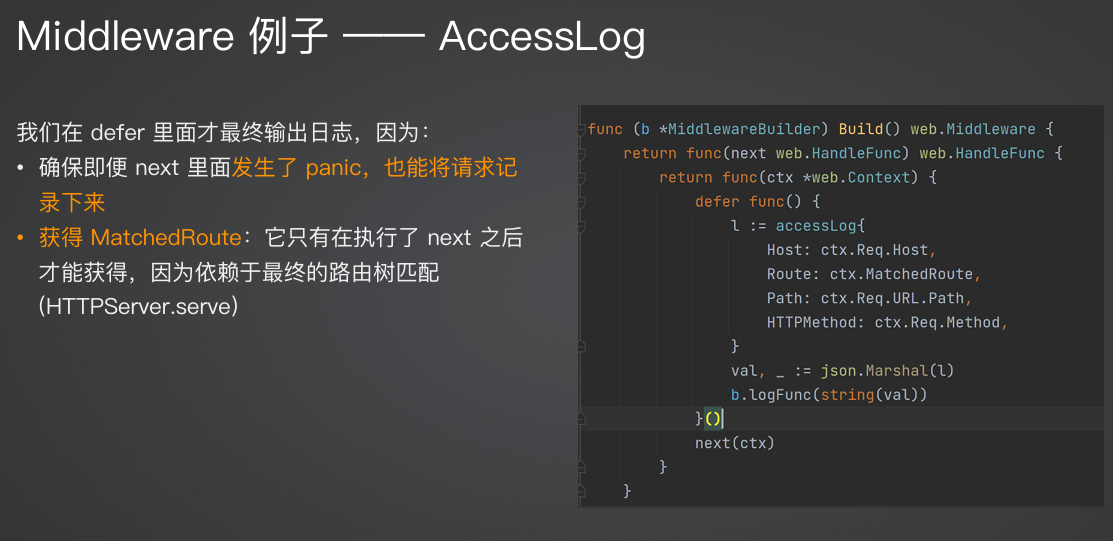 Middleware 例子 —— AccessLog
我们在 defer 里面才最终输出日志，因为：
• 确保即便 next 里面发生了 panic，也能将请求记
录下来
• 获得 MatchedRoute：它只有在执行了 next 之后
才能获得，因为依赖于最终的路由树匹配
(HTTPServer.serve)
func (b *MiddlewareBuilder) Build() web.Middleware {
return func(next web.HandleFunc) web.HandleFunc {
return func(ctx *web.Context) {
defer func() {
l := accessLog{
Host: ctx.Req.Host,
Route: ctx.MatchedRoute,
Path: ctx.Req.URL.Path,
HTTPMethod: ctx.Req.Method,
}
val, _ := json.Marshal(l)
b.logFunc(string(val))
}()
next(ctx)
}
}